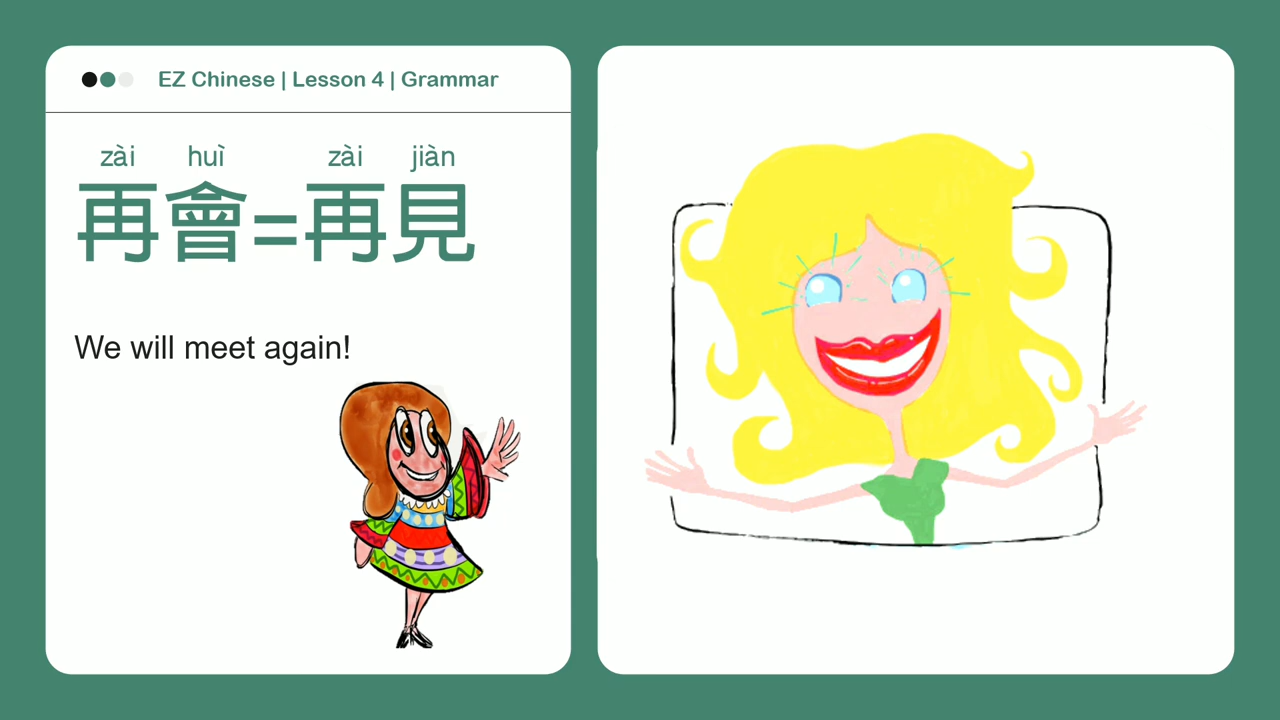 EZ Chinese | Lesson 4 | Grammar
zài huì zài jiàn
再會=再見
We will meet again!